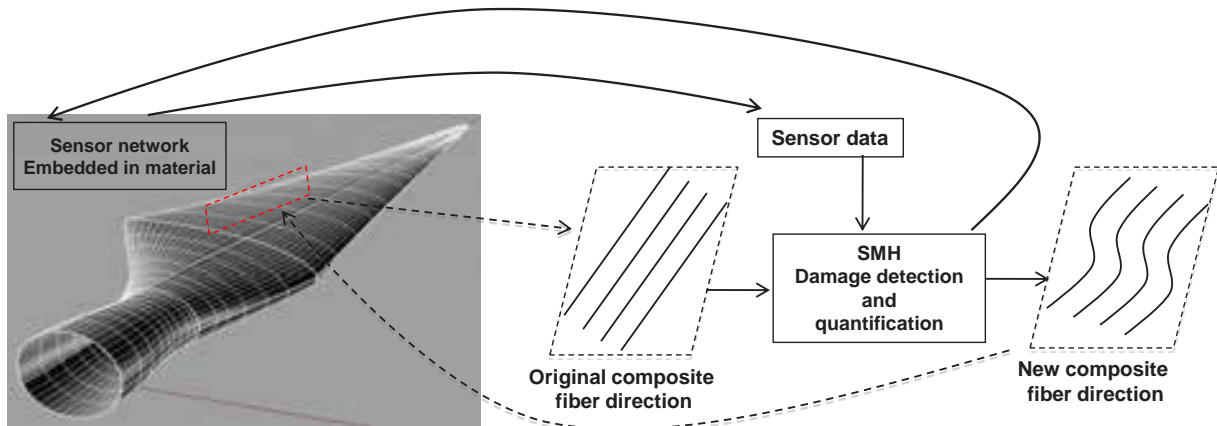 Sensor network
Embedded in material
Sensor data
SMH
Damage detection
and
quantification
Original composite
fiber direction
New composite
fiber direction